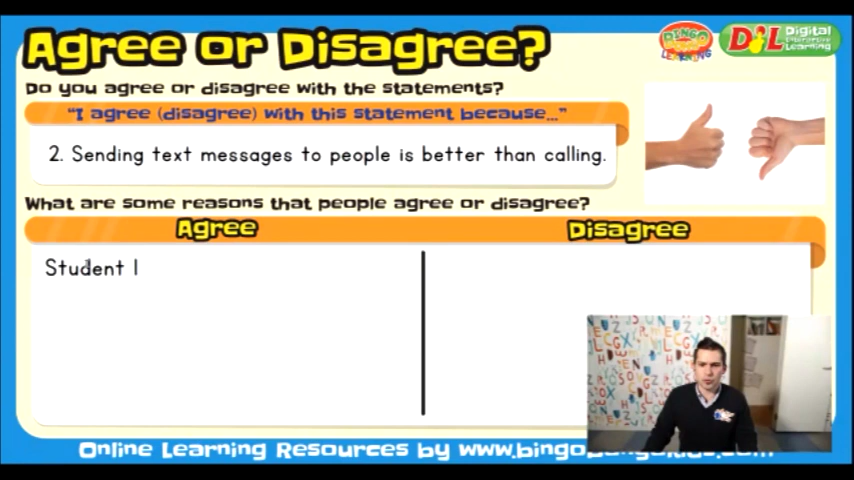 Agree or Disagree?
BINGO
LEARNING
DiL Digital
Interactive
Learning
Do you agree or disagree with the statements?
"I agree (disagree) with this statement because..."
2. Sending text messages to people is better than calling.
What are some reasons that people agree or disagree?
Agree
Disagree
Student 1
Online Learning Resources by